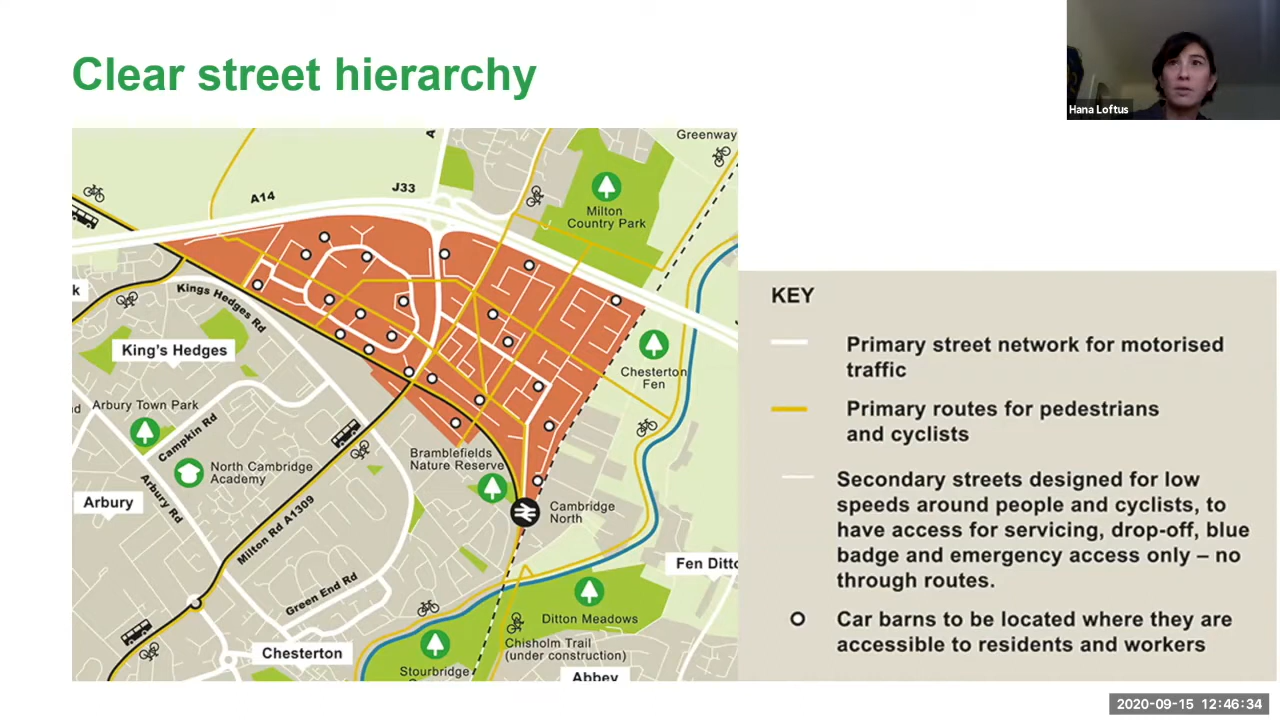 Clear street hierarchy
Hana Loftus
Greenway
A
J33
A14
Milton
Country Park
Kings Hedges Rd
k
King's Hedges
Chesterton
Fen
nd
Arbury Town Park
Campkin Rd
Bramblefields
Nature Reserve
North Cambridge
Academy
Arbury
Arbury Rd
Cambridge
North
Milton Rd A1309
Fen Ditto
Green End Rd
Ditton Meadows
Chisholm Trail
(under construction)
Chesterton
Stourbridge
Abbey
KEY
Primary street network for motorised
traffic
Primary routes for pedestrians
and cyclists
Secondary streets designed for low
speeds around people and cyclists, to
have access for servicing, drop-off, blue
badge and emergency access only – no
through routes.
Car barns to be located where they are
accessible to residents and workers
2020-09-15 12:46:34